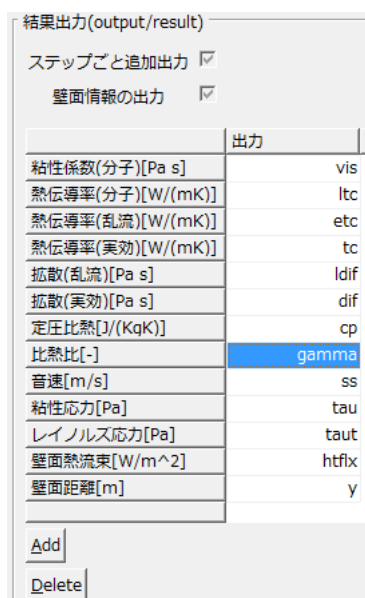 結果出力(output/result)
ステップごと追加出力
壁面情報の出力
出力
粘性係数(分子)[Pa s] vis
熱伝導率(分子)[W/(mK)] ltc
熱伝導率(乱流)[W/(mK)] etc
熱伝導率(実効)[W/(mK)] tc
拡散(乱流)[Pa s] ldif
拡散(実効)[Pa s] dif
定圧比熱[J/(KgK)] cp
比熱比[-] gamma
音速[m/s] ss
粘性応力[Pa] tau
レイノルズ応力[Pa] taut
壁面熱流束[W/m^2] htflx
壁面距離[m] y
Add
Delete